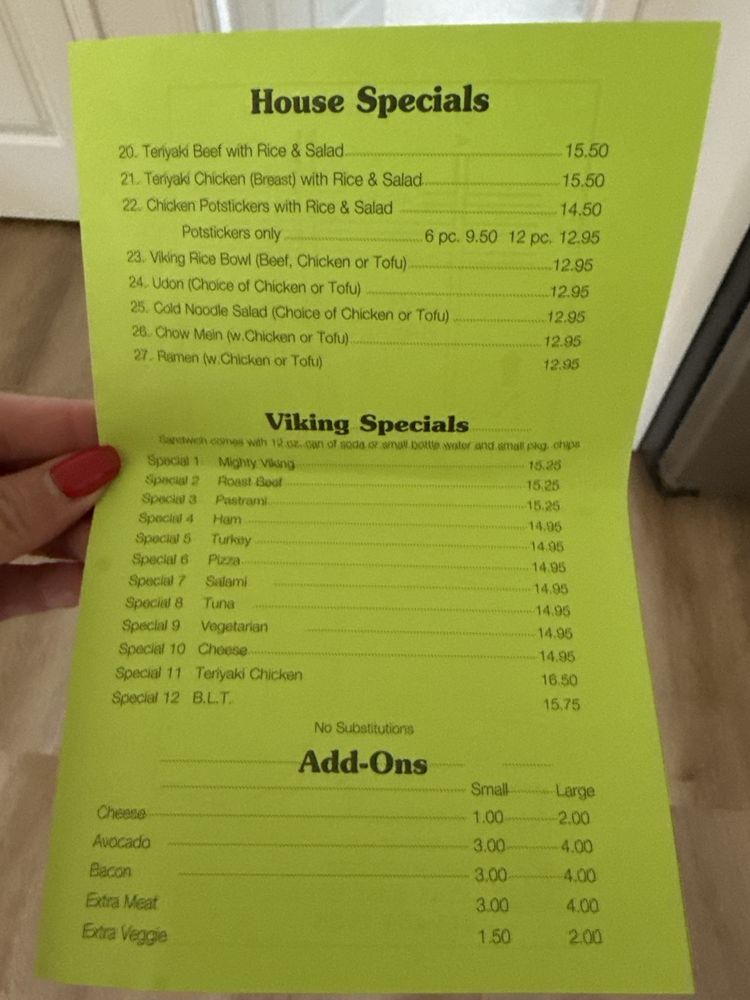 House Specials
20. Teriyaki Beef with Rice & Salad 15.50
21. Teriyaki Chicken (Breast) with Rice & Salad 15.50
22. Chicken Potstickers with Rice & Salad 14.50
Potstickers only 6 pc. 9.50 12 pc. 12.95
23. Viking Rice Bowl (Beef, Chicken or Tofu) 12.95
24. Udon (Choice of Chicken or Tofu) 12.95
25. Cold Noodle Salad (Choice of Chicken or Tofu) 12.95
26. Chow Mein (w.Chicken or Tofu) 12.95
27. Ramen (w.Chicken or Tofu) 12.95
Viking Specials
Sandwich comes with 12 oz. can of soda or small bottle water and small pkg. chips
Special 1 Mighty Viking 15.25
Special 2 Roast Beef 15.25
Special 3 Pastrami 15.25
Special 4 Ham 14.95
Special 5 Turkey 14.95
Special 6 Pizza 14.95
Special 7 Salami 14.95
Special 8 Tuna 14.95
Special 9 Vegetarian 14.95
Special 10 Cheese 14.95
Special 11 Teriyaki Chicken 16.50
Special 12 B.L.T. 15.75
No Substitutions
Add-Ons
Small Large
Cheese 1.00 2.00
Avocado 3.00 4.00
Bacon 3.00 4.00
Extra Meat 3.00 4.00
Extra Veggie 1.50 2.00